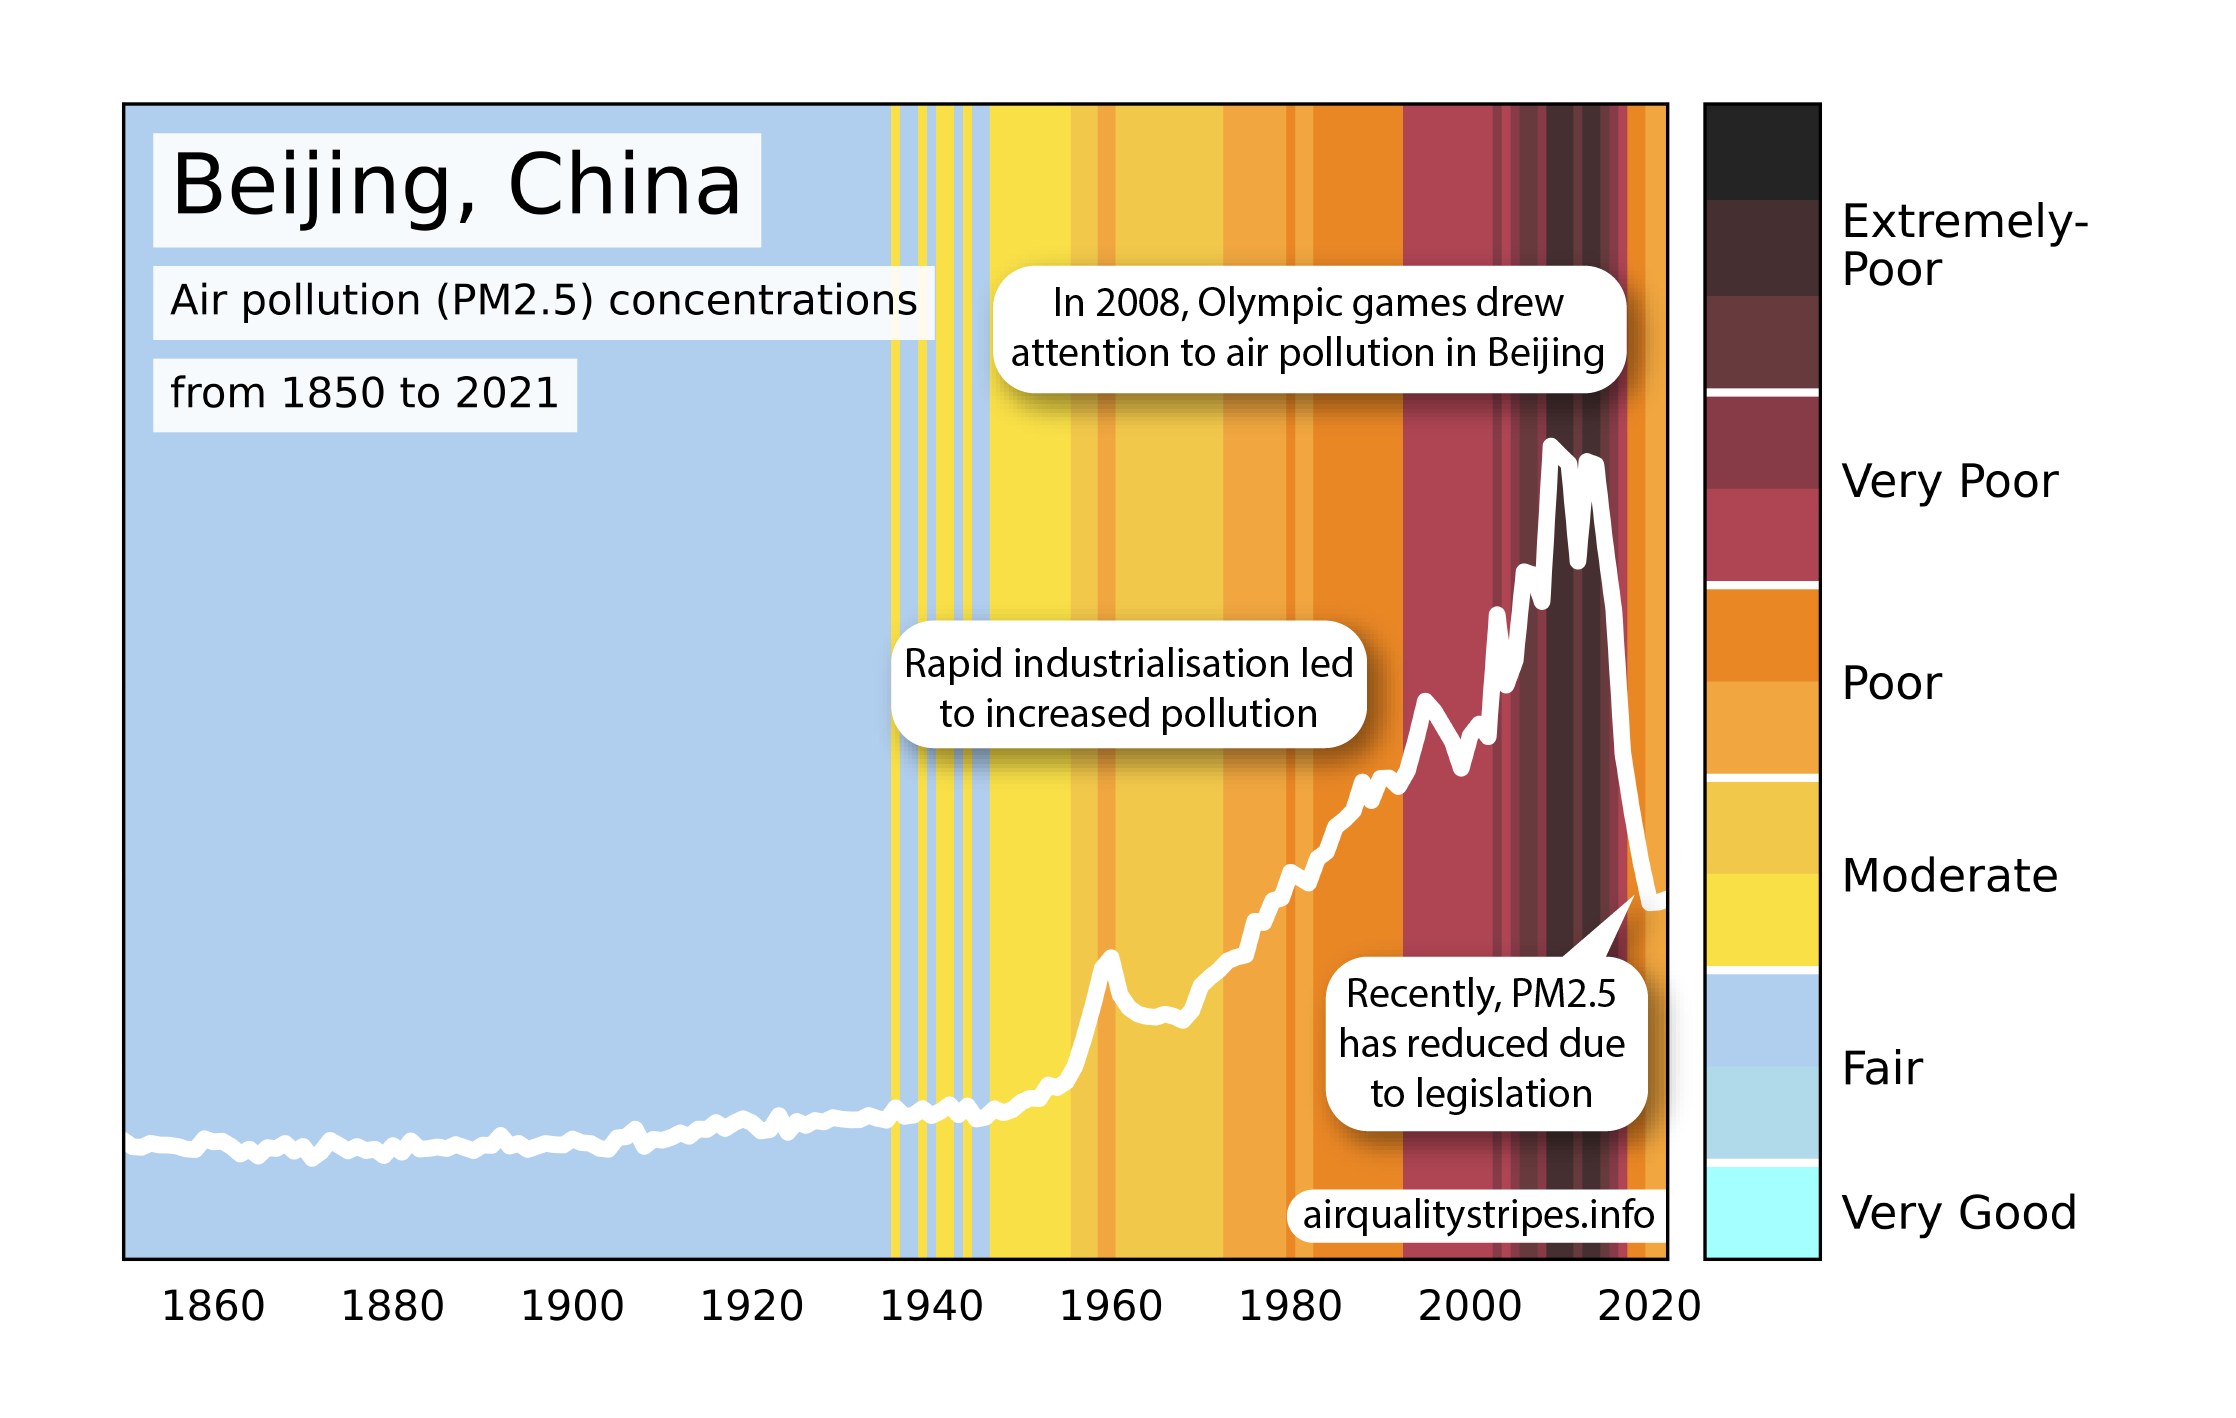 Beijing, China
Air pollution (PM2.5) concentrations
from 1850 to 2021
In 2008, Olympic games drew
attention to air pollution in Beijing
Rapid industrialisation led
to increased pollution
Recently, PM2.5
has reduced due
to legislation
airqualitystripes.info
1860 1880 1900 1920 1940 1960 1980 2000 2020
Extremely-
Poor
Very Poor
Poor
Moderate
Fair
Very Good